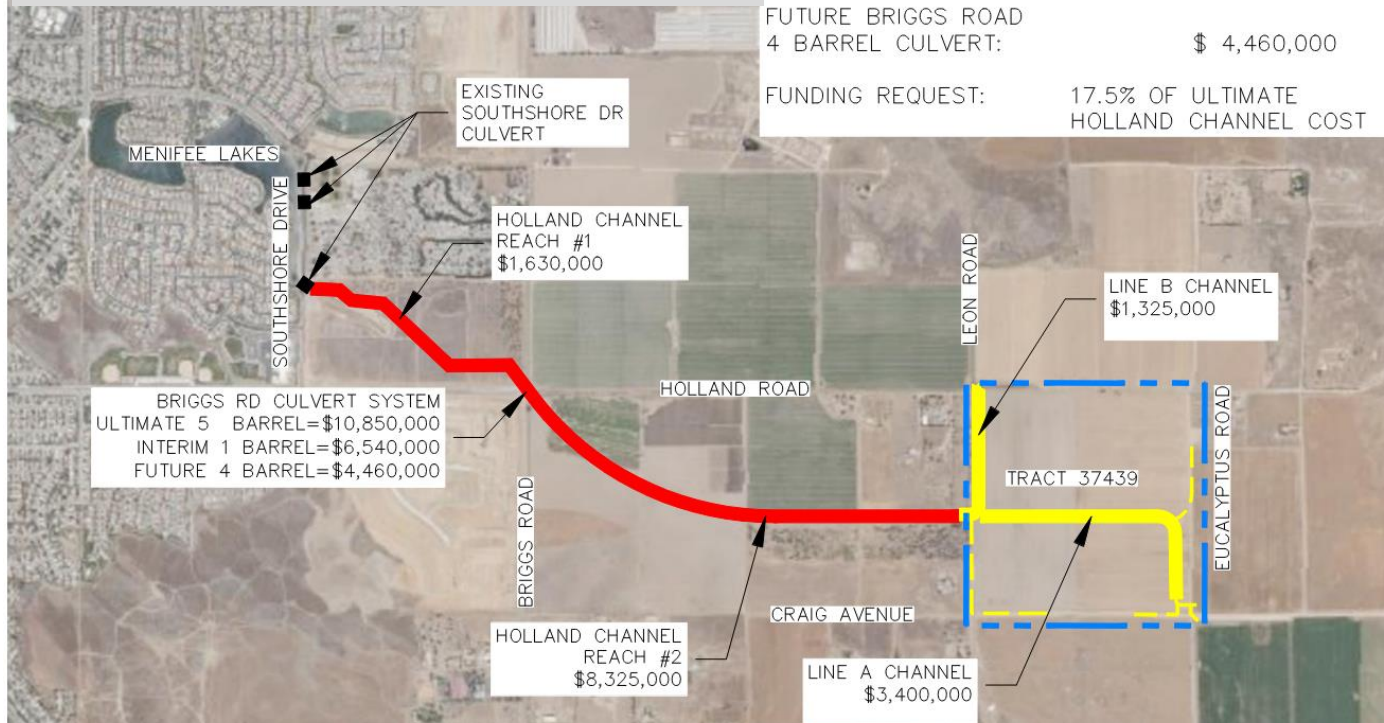 FUTURE BRIGGS ROAD
4 BARREL CULVERT: $ 4,460,000
FUNDING REQUEST: 17.5% OF ULTIMATE
HOLLAND CHANNEL COST
EXISTING
SOUTHSHORE DR
CULVERT
MENIFEE LAKES
SOUTHSHORE DRIVE
HOLLAND CHANNEL
REACH #1
$1,630,000
LEON ROAD
LINE B CHANNEL
$1,325,000
HOLLAND ROAD
BRIGGS RD CULVERT SYSTEM
ULTIMATE 5 BARREL=$10,850,000
INTERIM 1 BARREL=$6,540,000
FUTURE 4 BARREL=$4,460,000
TRACT 37439
EUCALYPTUS ROAD
BRIGGS ROAD
CRAIG AVENUE
HOLLAND CHANNEL
REACH #2
$8,325,000
LINE A CHANNEL
$3,400,000